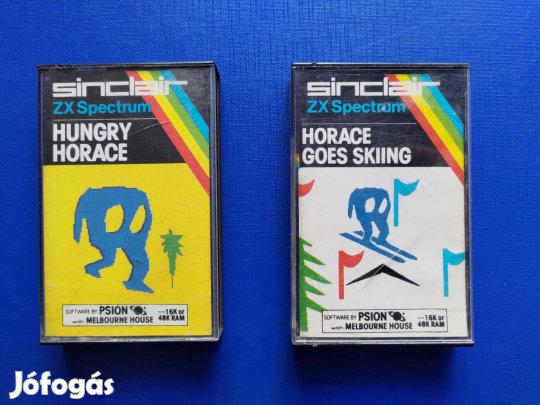 sinclair
ZX Spectrum
HUNGRY
HORACE
SOFTWARE BY PSION
with MELBOURNE HOUSE
—16K or
48K RAM
sinclair
ZX Spectrum
HORACE
GOES SKIING
SOFTWARE BY PSION
with MELBOURNE HOUSE
—16K or
48K RAM
Jófogás